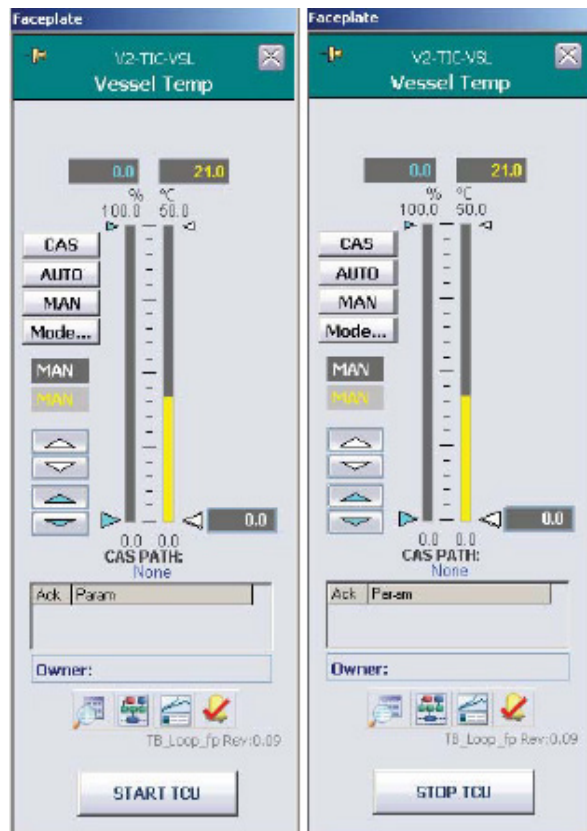 Faceplate
V2-TIC-VSL
Vessel Temp
0.0 21.0
% °C
100.0 50.0
CAS
AUTO
MAN
Mode...
MAN
MAN
0.0
0.0 0.0
CAS PATH:
None
Ack Param
Owner:
TB_Loop_fp Rev:0.09
START TCU
Faceplate
V2-TIC-VSL
Vessel Temp
0.0 21.0
% °C
100.0 50.0
CAS
AUTO
MAN
Mode...
MAN
MAN
0.0
0.0 0.0
CAS PATH:
None
Ack Param
Owner:
TB_Loop_fp Rev:0.09
STOP TCU